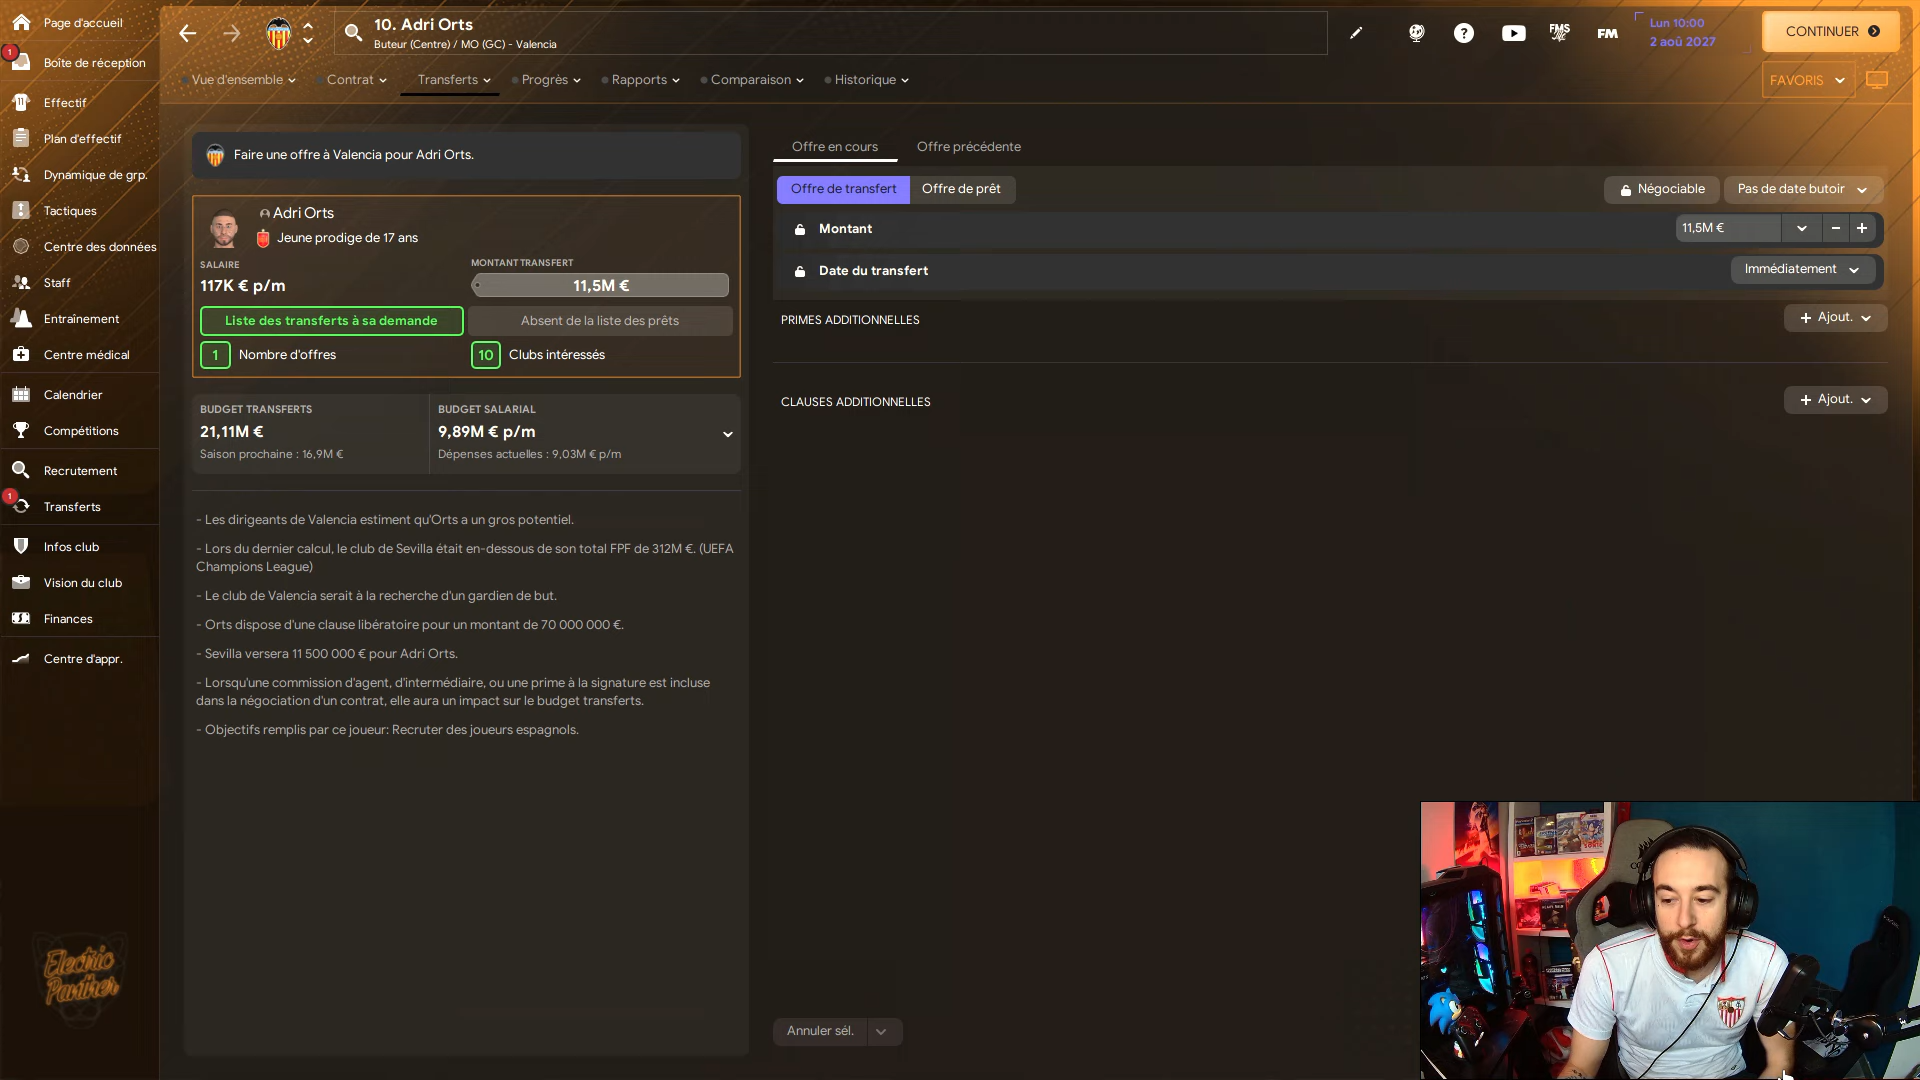 Page d'accueil
1
Boîte de réception
Effectif
Plan d'effectif
Dynamique de grp.
Tactiques
Centre des données
Staff
Entraînement
Centre médical
Calendrier
Compétitions
Recrutement
1
Transferts
Infos club
Vision du club
Finances
Centre d'appr.
Electric
Panther
10. Adri Orts
Buteur (Centre) / MO (GC) - Valencia
FMS
FM
Lun 10:00
2 aoû 2027
CONTINUER
Vue d'ensemble
Contrat
Transferts
Progrès
Rapports
Comparaison
Historique
FAVORIS
Faire une offre à Valencia pour Adri Orts.
Adri Orts
Jeune prodige de 17 ans
SALAIRE
117K € p/m
MONTANT TRANSFERT
11,5M €
Liste des transferts à sa demande
Absent de la liste des prêts
1 Nombre d'offres
10 Clubs intéressés
BUDGET TRANSFERTS
21,11M €
Saison prochaine : 16,9M €
BUDGET SALARIAL
9,89M € p/m
Dépenses actuelles : 9,03M € p/m
- Les dirigeants de Valencia estiment qu'Orts a un gros potentiel.
- Lors du dernier calcul, le club de Sevilla était en-dessous de son total FPF de 312M €. (UEFA
Champions League)
- Le club de Valencia serait à la recherche d'un gardien de but.
- Orts dispose d'une clause libératoire pour un montant de 70 000 000 €.
- Sevilla versera 11 500 000 € pour Adri Orts.
- Lorsqu'une commission d'agent, d'intermédiaire, ou une prime à la signature est incluse
dans la négociation d'un contrat, elle aura un impact sur le budget transferts.
- Objectifs remplis par ce joueur: Recruter des joueurs espagnols.
Offre en cours
Offre précédente
Offre de transfert
Offre de prêt
Négociable
Pas de date butoir
Montant
11,5M €
Date du transfert
Immédiatement
PRIMES ADDITIONNELLES
+ Ajout.
CLAUSES ADDITIONNELLES
+ Ajout.
Annuler sél.
SONIC